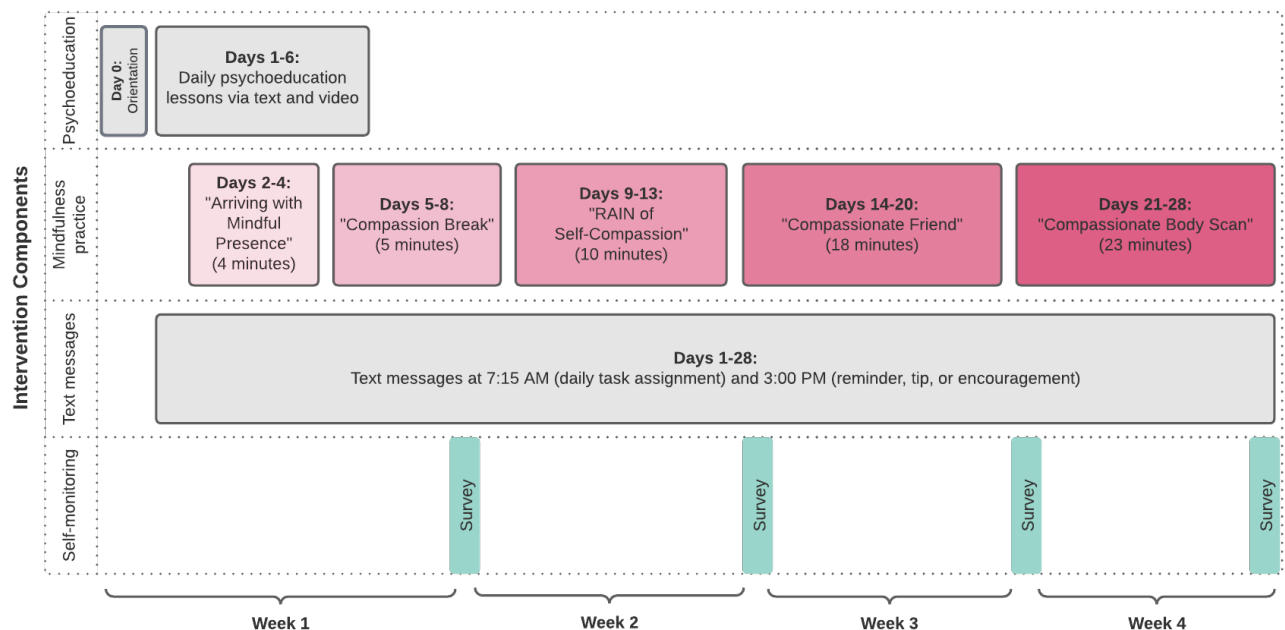 Intervention Components
Psychoeducation
Day 0:
Orientation
Days 1-6:
Daily psychoeducation
lessons via text and video
Mindfulness
practice
Days 2-4:
"Arriving with
Mindful
Presence"
(4 minutes)
Days 5-8:
"Compassion Break"
(5 minutes)
Days 9-13:
"RAIN of
Self-Compassion"
(10 minutes)
Days 14-20:
"Compassionate Friend"
(18 minutes)
Days 21-28:
"Compassionate Body Scan"
(23 minutes)
Text messages
Days 1-28:
Text messages at 7:15 AM (daily task assignment) and 3:00 PM (reminder, tip, or encouragement)
Self-monitoring
Survey
Survey
Survey
Survey
Week 1
Week 2
Week 3
Week 4